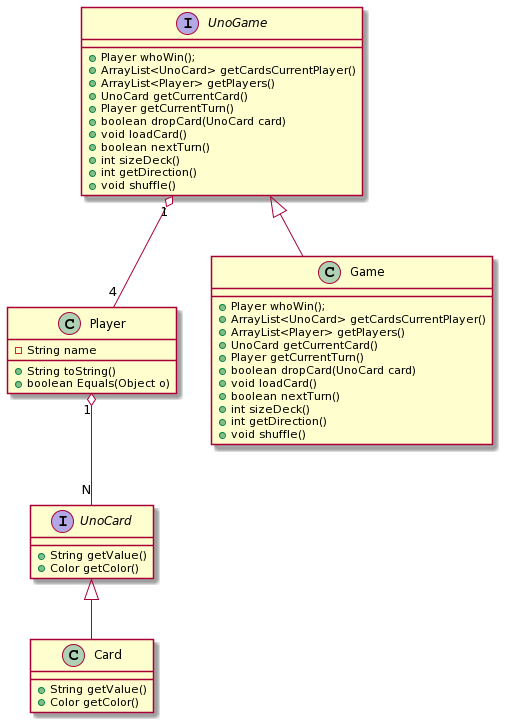 I UnoGame
Player whoWin();
ArrayList<UnoCard> getCardsCurrentPlayer()
ArrayList<Player> getPlayers()
UnoCard getCurrentCard()
Player getCurrentTurn()
boolean dropCard(UnoCard card)
void loadCard()
boolean nextTurn()
int sizeDeck()
int getDirection()
void shuffle()
1
4
C Game
Player whoWin();
ArrayList<UnoCard> getCardsCurrentPlayer()
ArrayList<Player> getPlayers()
UnoCard getCurrentCard()
Player getCurrentTurn()
boolean dropCard(UnoCard card)
void loadCard()
boolean nextTurn()
int sizeDeck()
int getDirection()
void shuffle()
C Player
String name
String toString()
boolean Equals(Object o)
1
N
I UnoCard
String getValue()
Color getColor()
C Card
String getValue()
Color getColor()